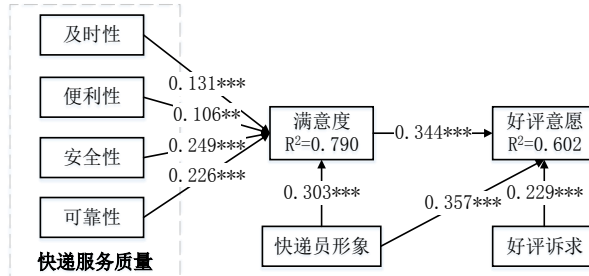 及时性
便利性
安全性
可靠性
快递服务质量
0.131***
0.106**
0.249***
0.226***
满意度
R²=0.790
0.344***
好评意愿
R²=0.602
0.303***
0.357***
0.229***
快递员形象
好评诉求